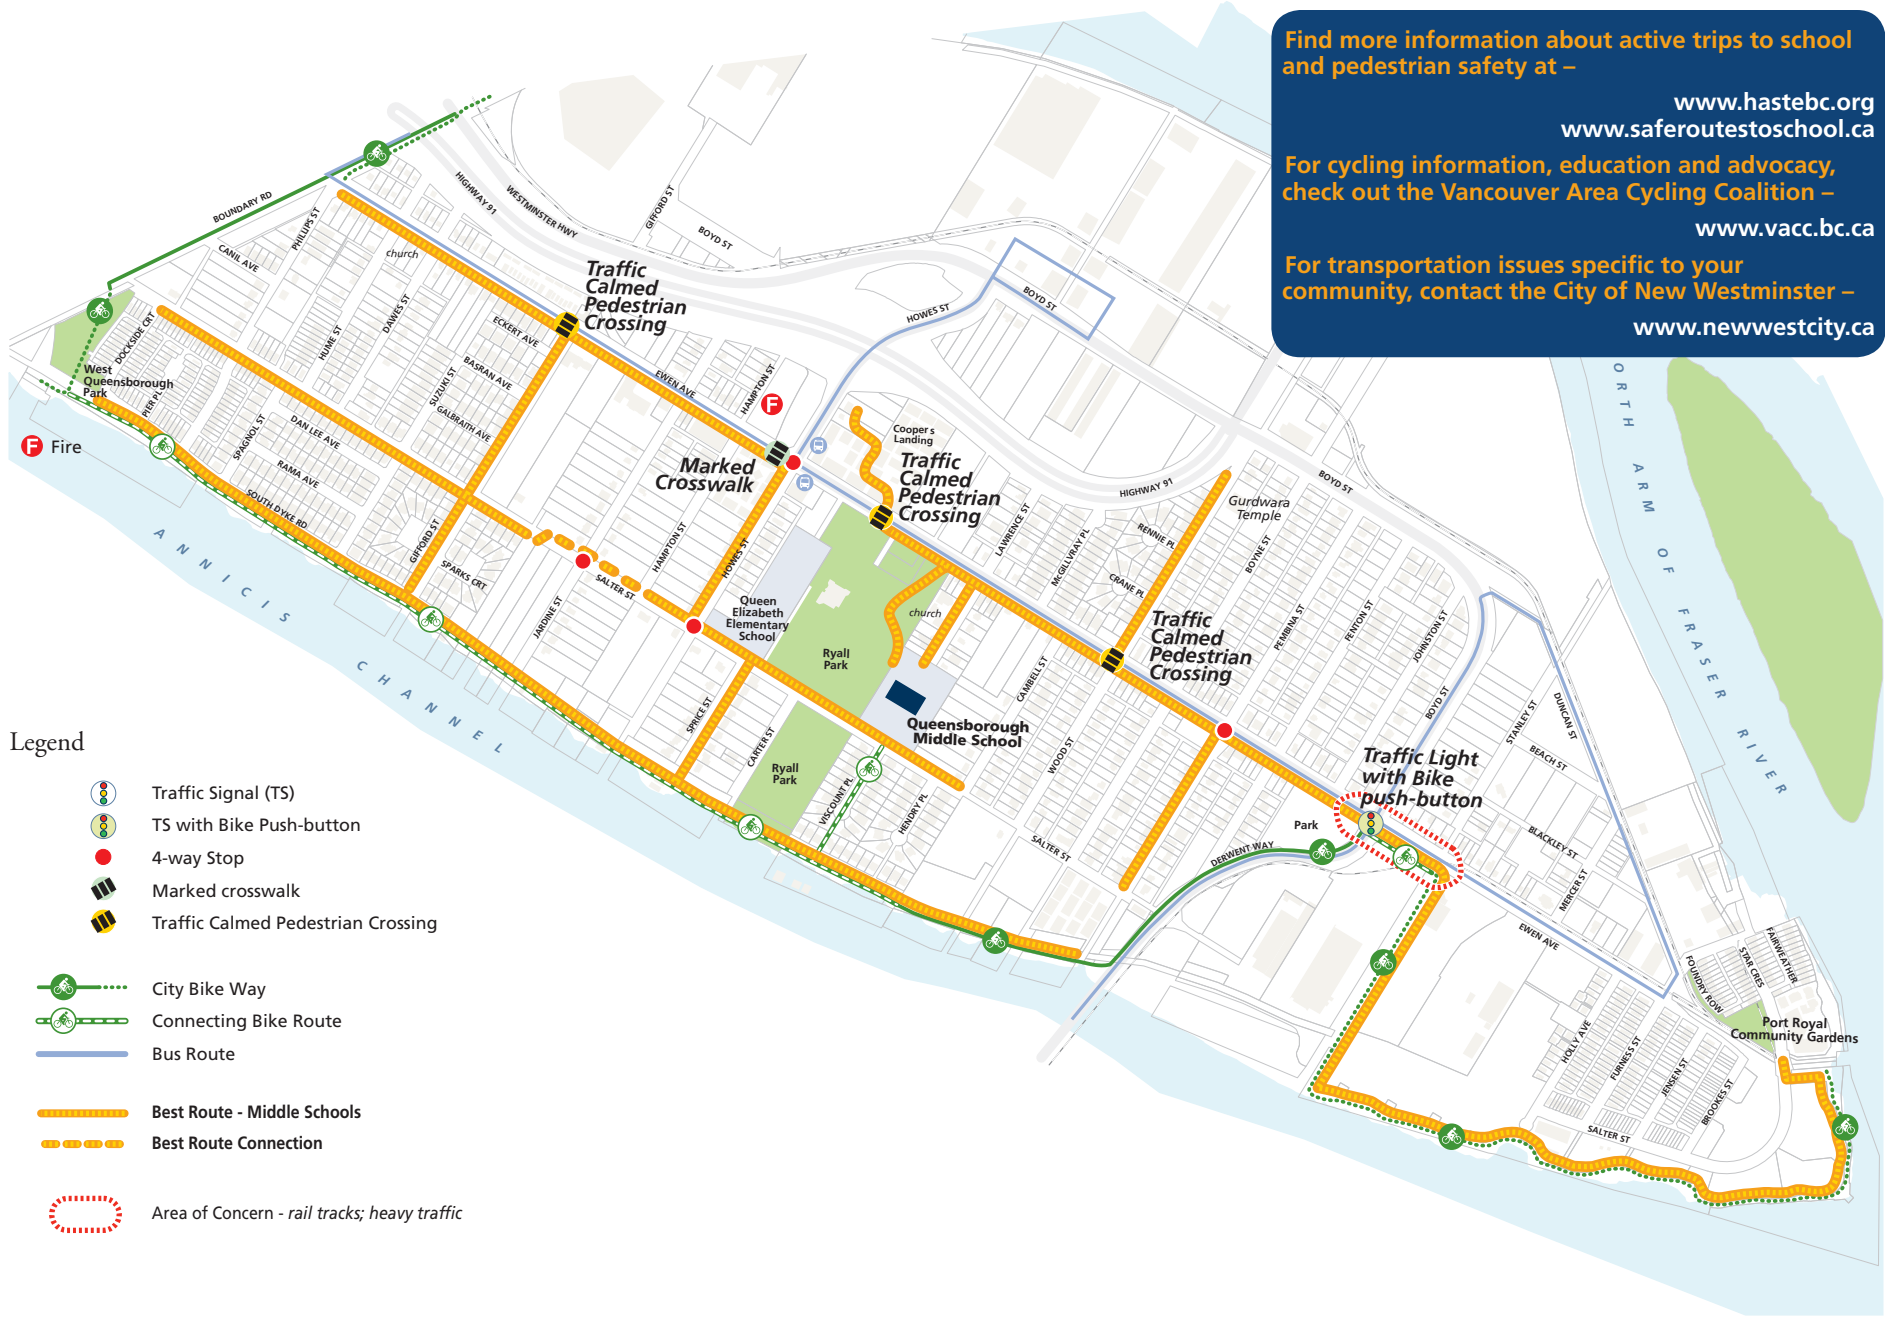 Find more information about active trips to school
and pedestrian safety at –
www.hastebc.org
www.saferoutestoschool.ca
For cycling information, education and advocacy,
check out the Vancouver Area Cycling Coalition –
www.vacc.bc.ca
For transportation issues specific to your
community, contact the City of New Westminster –
www.newwestcity.ca
BOUNDARY RD
HIGHWAY 91
WESTMINSTER HWY
GIFFORD ST
BOYD ST
PHILUPS ST
CANIL AVE
church
DAWES ST
HUME ST
ECKERT AVE
BASRAN AVE
SUZUKI ST
GALBRAITH AVE
DOCKSIDE CRT
West
Queensborough
Park
PIER PL
SPAGNOL ST
DAN LEE AVE
RAMA AVE
SOUTH DYKE RD
GIFFORD ST
SPARKS CRT
Traffic
Calmed
Pedestrian
Crossing
EWEN AVE
HAMPTON ST
F
HOWES ST
BOYD ST
Cooper s
Landing
Marked
Crosswalk
Traffic
Calmed
Pedestrian
Crossing
HIGHWAY 91
BOYD ST
Gurdwara
Temple
LAWRENCE ST
McGILLVRAY PL
RENNIE PL
CRANE PL
BOYNE ST
PEMBINA ST
FENTON ST
JOHNSTON ST
F Fire
ANNICIS CHANNEL
JARDINE ST
SALTER ST
HAMPTON ST
HOWES ST
Queen
Elizabeth
Elementary
School
Ryall
Park
church
Queensborough
Middle School
CAMBELL ST
WOOD ST
Traffic
Calmed
Pedestrian
Crossing
SPRICE ST
CARTER ST
Ryall
Park
VISCOUNT PL
HENDRY PL
SALTER ST
Traffic Light
with Bike
push-button
Park
DERWENT WAY
BOYD ST
STANLEY ST
DUNCAN ST
BEACH ST
BLACKLEY ST
MERCER ST
EWEN AVE
ORTH ARM OF FRASER RIVER
FOUNDRY ROW
STAR CRES
FAIRWEATHER
Port Royal
Community Gardens
HOLLY AVE
FURNESS ST
JENSEN ST
BROOKES ST
SALTER ST
Legend
Traffic Signal (TS)
TS with Bike Push-button
4-way Stop
Marked crosswalk
Traffic Calmed Pedestrian Crossing
City Bike Way
Connecting Bike Route
Bus Route
Best Route - Middle Schools
Best Route Connection
Area of Concern - rail tracks; heavy traffic